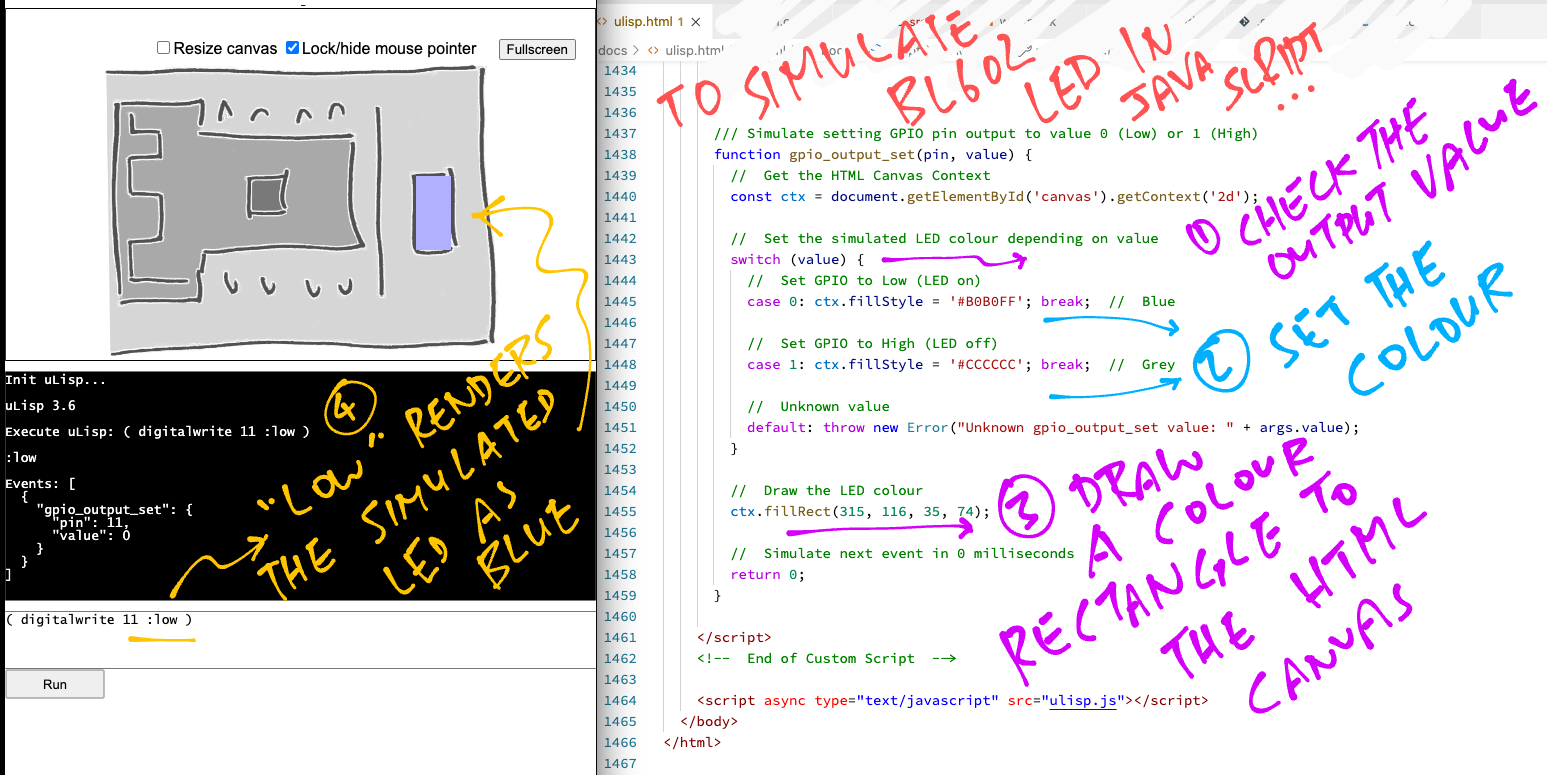 Resize canvas Lock/hide mouse pointer Fullscreen
Init uLisp...
uLisp 3.6
Execute uLisp: ( digitalwrite 11 :low )
:low
Events: [
{
"gpio_output_set": {
"pin": 11,
"value": 0
}
}
]
( digitalwrite 11 :low )
Run
④ "LOW" RENDERS
THE SIMULATED
LED AS
BLUE
ulisp.html 1 ×
docs > <> ulisp.html
TO SIMULATE
BL602
LED IN
JAVA SCRIPT
...
1434
1435
1436
1437 /// Simulate setting GPIO pin output to value 0 (Low) or 1 (High)
1438 function gpio_output_set(pin, value) {
1439 // Get the HTML Canvas Context
1440 const ctx = document.getElementById('canvas').getContext('2d');
1441
1442 // Set the simulated LED colour depending on value
1443 switch (value) {
1444 // Set GPIO to Low (LED on)
1445 case 0: ctx.fillStyle = '#B0B0FF'; break; // Blue
1446
1447 // Set GPIO to High (LED off)
1448 case 1: ctx.fillStyle = '#CCCCCC'; break; // Grey
1449
1450 // Unknown value
1451 default: throw new Error("Unknown gpio_output_set value: " + args.value);
1452 }
1453
1454 // Draw the LED colour
1455 ctx.fillRect(315, 116, 35, 74);
1456
1457 // Simulate next event in 0 milliseconds
1458 return 0;
1459 }
1460
1461 </script>
1462 <!-- End of Custom Script -->
1463
1464 <script async type="text/javascript" src="ulisp.js"></script>
1465 </body>
1466 </html>
1467
① CHECK THE
OUTPUT VALUE
② SET THE
COLOUR
③ DRAW
A COLOUR
RECTANGLE TO
THE HTML
CANVAS